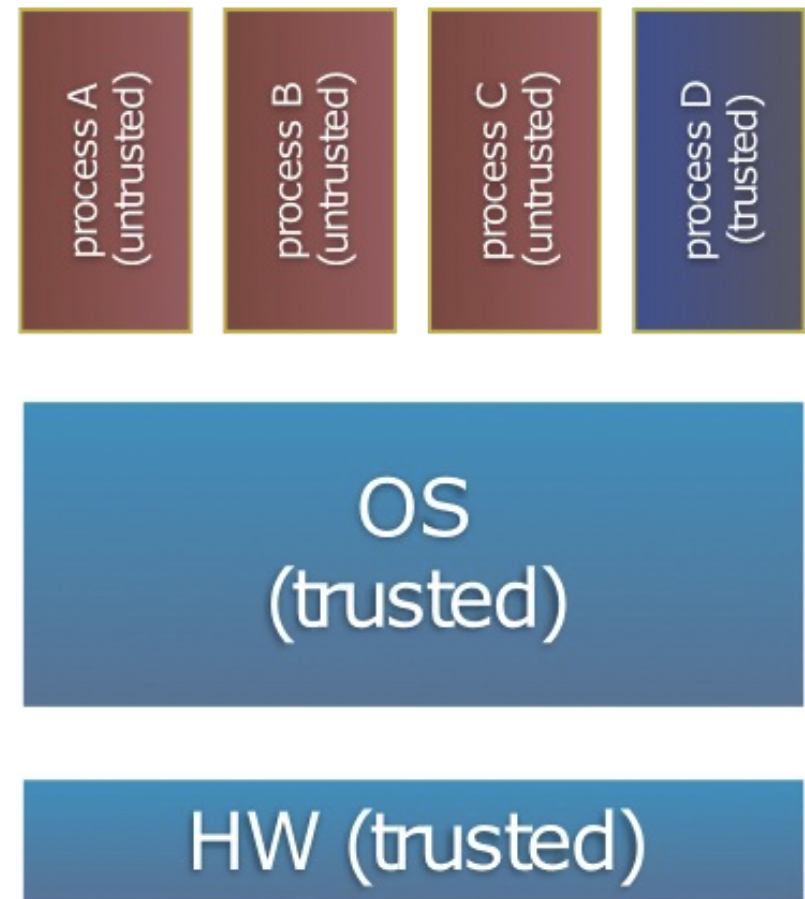 process A
(untrusted)
process B
(untrusted)
process C
(untrusted)
process D
(trusted)
OS
(trusted)
HW (trusted)